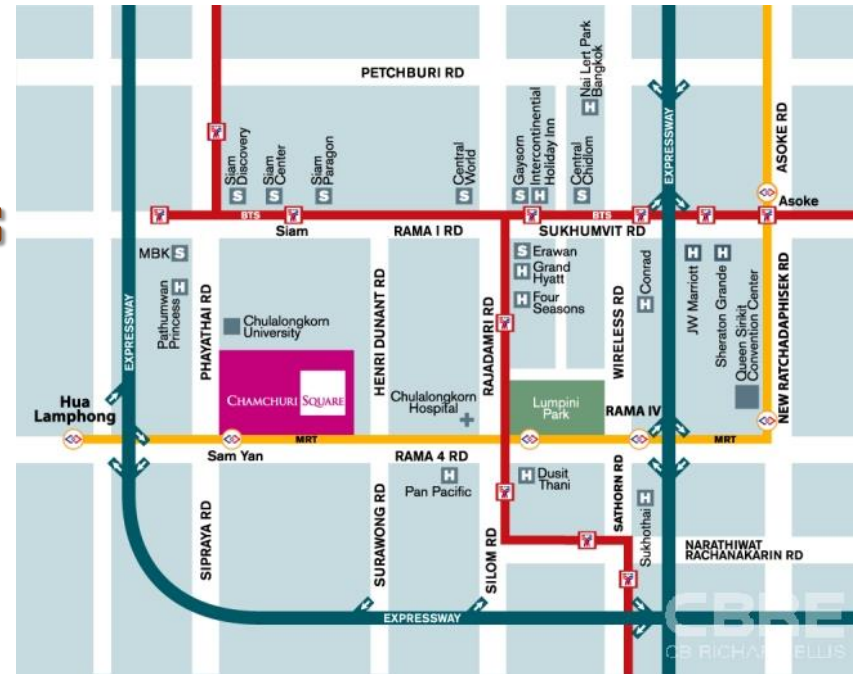 PETCHBURI RD
Nai Lert Park
Bangkok
H
EXPRESSWAY
ASOKE RD
Siam
Discovery
S
Siam
Center
S
Siam
Paragon
S
Central
World
S
Gaysorn
S
Intercontinental
Holiday Inn
H
Central
Chidlom
S
Asoke
BTS
BTS
Siam
RAMA I RD
SUKHUMVIT RD
MBK S
S Erawan
H Grand
Hyatt
H Four
Seasons
Pathumwan
Princess
H
PHAYATHAI RD
Chulalongkorn
University
HENRI DUNANT RD
RAJADAMRI RD
WIRELESS RD
H
Conrad
H
JW Marriott
H
Sheraton Grande
Queen Sirikit
Convention Center
NEW RATCHADAPHISEK RD
EXPRESSWAY
CHAMCHURI SQUARE
Chulalongkorn
Hospital
Lumpini
Park
RAMA IV
Hua
Lamphong
MRT
MRT
Sam Yan
RAMA 4 RD
H
Pan Pacific
H Dusit
Thani
SIPRAYA RD
SURAWONG RD
SILOM RD
SATHORN RD
H
Sukhothai
NARATHIWAT
RACHANAKARIN RD
EXPRESSWAY
CBRE
CB RICHARD ELLIS